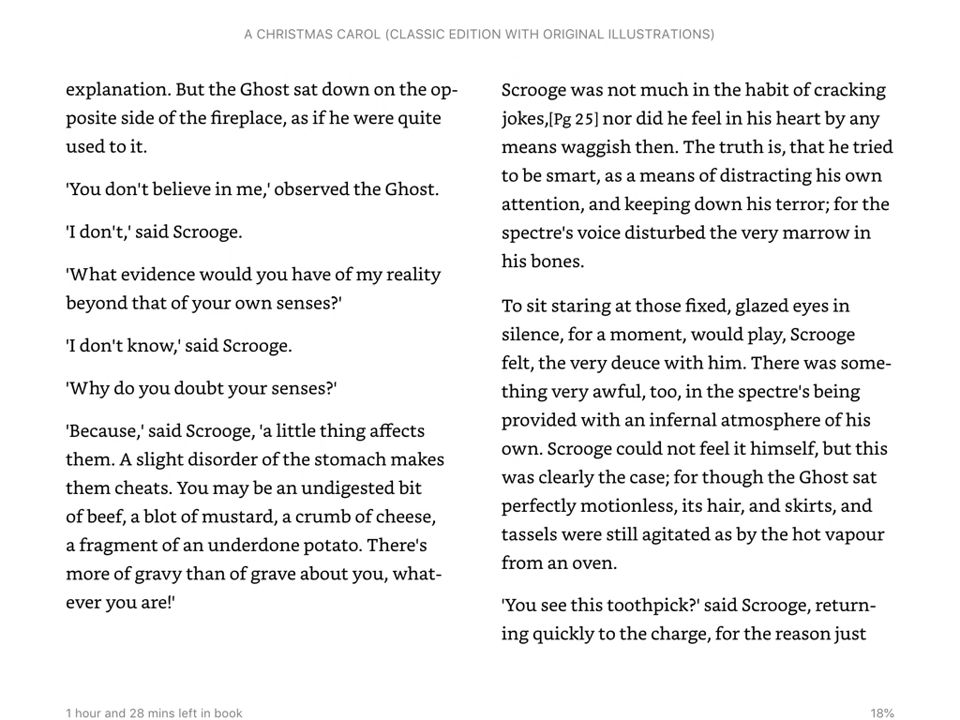 A CHRISTMAS CAROL (CLASSIC EDITION WITH ORIGINAL ILLUSTRATIONS)
explanation. But the Ghost sat down on the op-
posite side of the fireplace, as if he were quite
used to it.
'You don't believe in me,' observed the Ghost.
'I don't,' said Scrooge.
'What evidence would you have of my reality
beyond that of your own senses?'
'I don't know,' said Scrooge.
'Why do you doubt your senses?'
'Because,' said Scrooge, 'a little thing affects
them. A slight disorder of the stomach makes
them cheats. You may be an undigested bit
of beef, a blot of mustard, a crumb of cheese,
a fragment of an underdone potato. There's
more of gravy than of grave about you, what-
ever you are!'
Scrooge was not much in the habit of cracking
jokes,[Pg 25] nor did he feel in his heart by any
means waggish then. The truth is, that he tried
to be smart, as a means of distracting his own
attention, and keeping down his terror; for the
spectre's voice disturbed the very marrow in
his bones.
To sit staring at those fixed, glazed eyes in
silence, for a moment, would play, Scrooge
felt, the very deuce with him. There was some-
thing very awful, too, in the spectre's being
provided with an infernal atmosphere of his
own. Scrooge could not feel it himself, but this
was clearly the case; for though the Ghost sat
perfectly motionless, its hair, and skirts, and
tassels were still agitated as by the hot vapour
from an oven.
'You see this toothpick?' said Scrooge, return-
ing quickly to the charge, for the reason just
1 hour and 28 mins left in book
18%